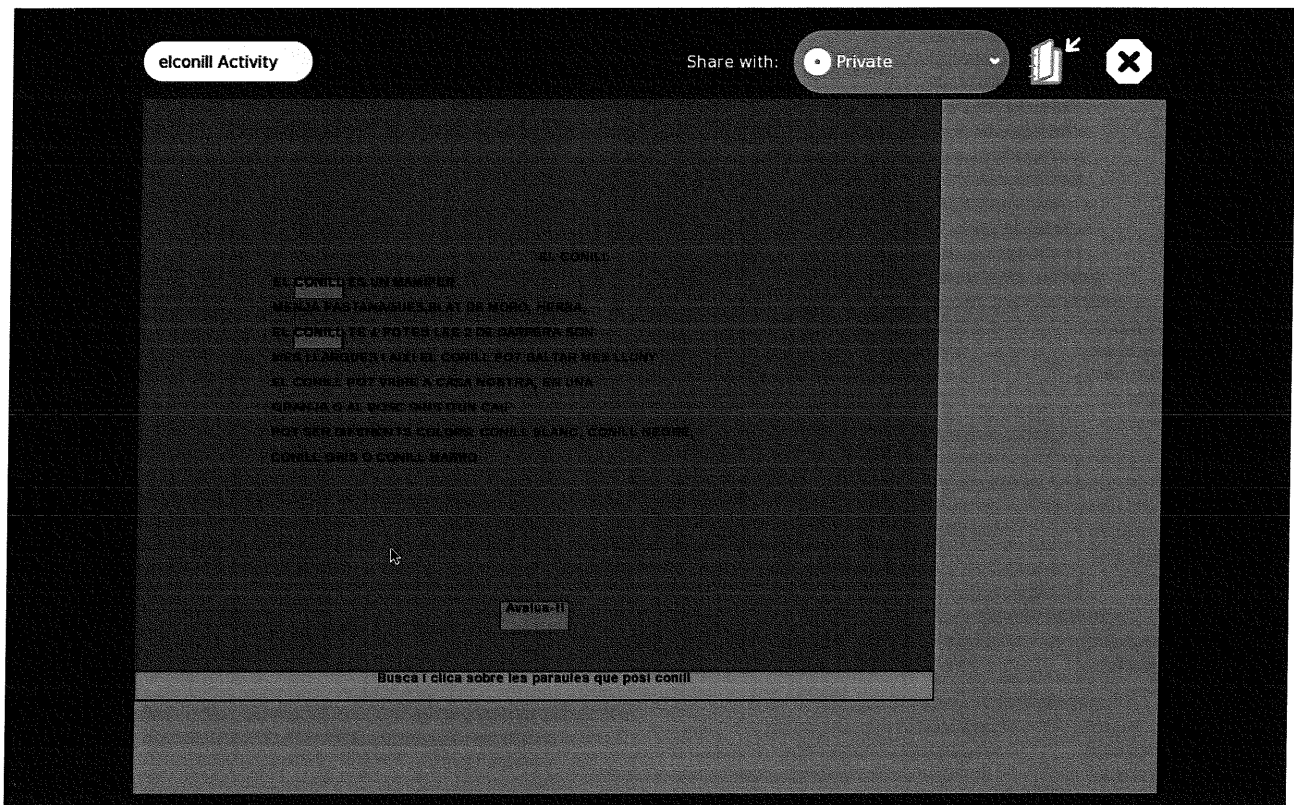 elconill Activity
Share with:
Private
EL CONILL
EL CONILL ES UN MAMIFER
MENJA PASTANAGUES, BLAT DE MORO, HERBA,
EL CONILL TE 4 POTES LES 2 DE DARRERA SON
MES LLARGUES I AIXI EL CONILL POT SALTAR MES LLUNY
EL CONILL POT VIURE A CASA NOSTRA, EN UNA
GRANJA O AL BOSC DINS D'UN CAU
POT SER DIFERENTS COLORS: CONILL BLANC, CONILL NEGRE,
CONILL GRIS O CONILL MARRO
Avalua-ti
Busca i clica sobre les paraules que posi conill